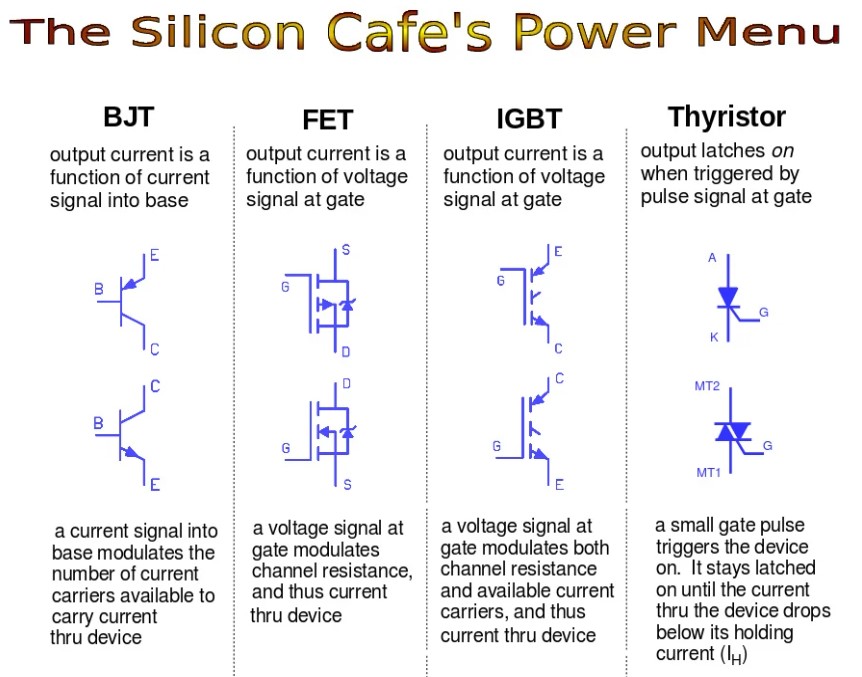 The Silicon Cafe's Power Menu
BJT
output current is a
function of current
signal into base
E
B
C
C
B
E
a current signal into
base modulates the
number of current
carriers available to
carry current
thru device
FET
output current is a
function of voltage
signal at gate
S
G
D
D
G
S
a voltage signal at
gate modulates
channel resistance,
and thus current
thru device
IGBT
output current is a
function of voltage
signal at gate
E
G
C
C
G
E
a voltage signal at
gate modulates both
channel resistance
and available current
carriers, and thus
current thru device
Thyristor
output latches on
when triggered by
pulse signal at gate
A
G
K
MT2
G
MT1
a small gate pulse
triggers the device
on. It stays latched
on until the current
thru the device drops
below its holding
current (IH)